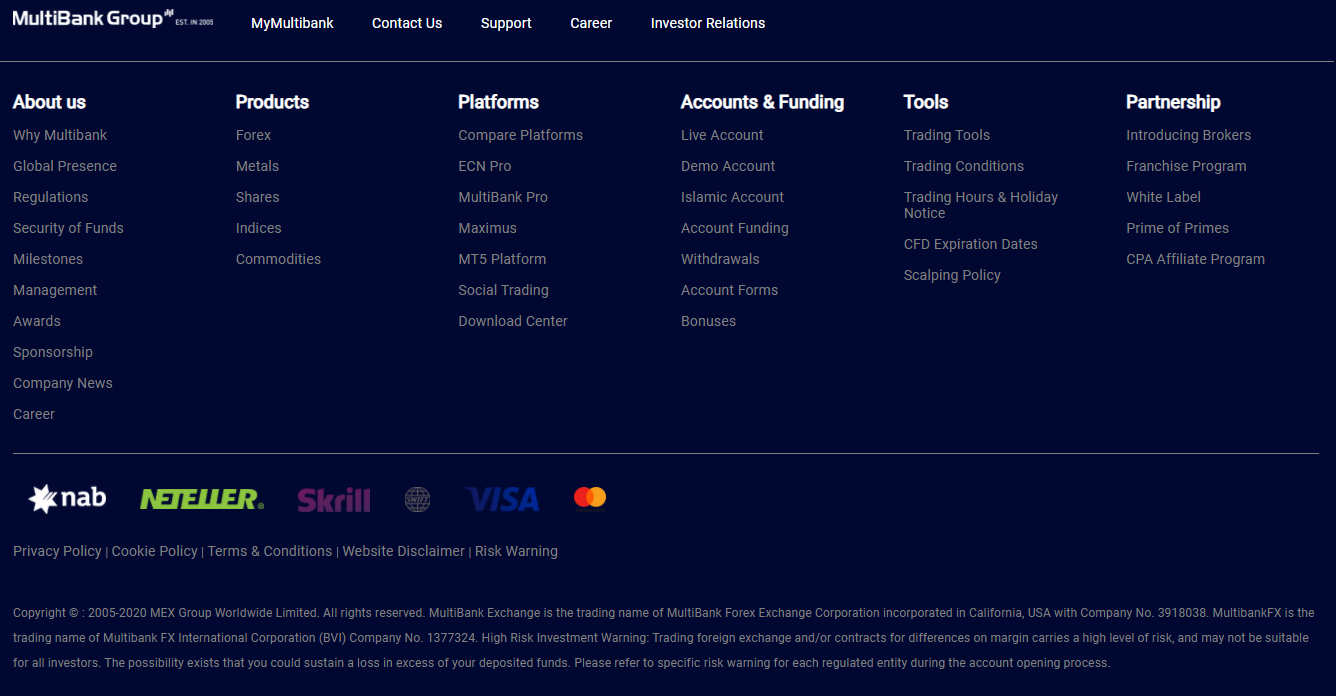 MultiBank Group EST. IN 2005
MyMultibank
Contact Us
Support
Career
Investor Relations
About us
Why Multibank
Global Presence
Regulations
Security of Funds
Milestones
Management
Awards
Sponsorship
Company News
Career
Products
Forex
Metals
Shares
Indices
Commodities
Platforms
Compare Platforms
ECN Pro
MultiBank Pro
Maximus
MT5 Platform
Social Trading
Download Center
Accounts & Funding
Live Account
Demo Account
Islamic Account
Account Funding
Withdrawals
Account Forms
Bonuses
Tools
Trading Tools
Trading Conditions
Trading Hours & Holiday
Notice
CFD Expiration Dates
Scalping Policy
Partnership
Introducing Brokers
Franchise Program
White Label
Prime of Primes
CPA Affiliate Program
nab
NETELLER®
Skrill
SWIFT
VISA
Privacy Policy | Cookie Policy | Terms & Conditions | Website Disclaimer | Risk Warning
Copyright © : 2005-2020 MEX Group Worldwide Limited. All rights reserved. MultiBank Exchange is the trading name of MultiBank Forex Exchange Corporation incorporated in California, USA with Company No. 3918038. MultibankFX is the
trading name of Multibank FX International Corporation (BVI) Company No. 1377324. High Risk Investment Warning: Trading foreign exchange and/or contracts for differences on margin carries a high level of risk, and may not be suitable
for all investors. The possibility exists that you could sustain a loss in excess of your deposited funds. Please refer to specific risk warning for each regulated entity during the account opening process.